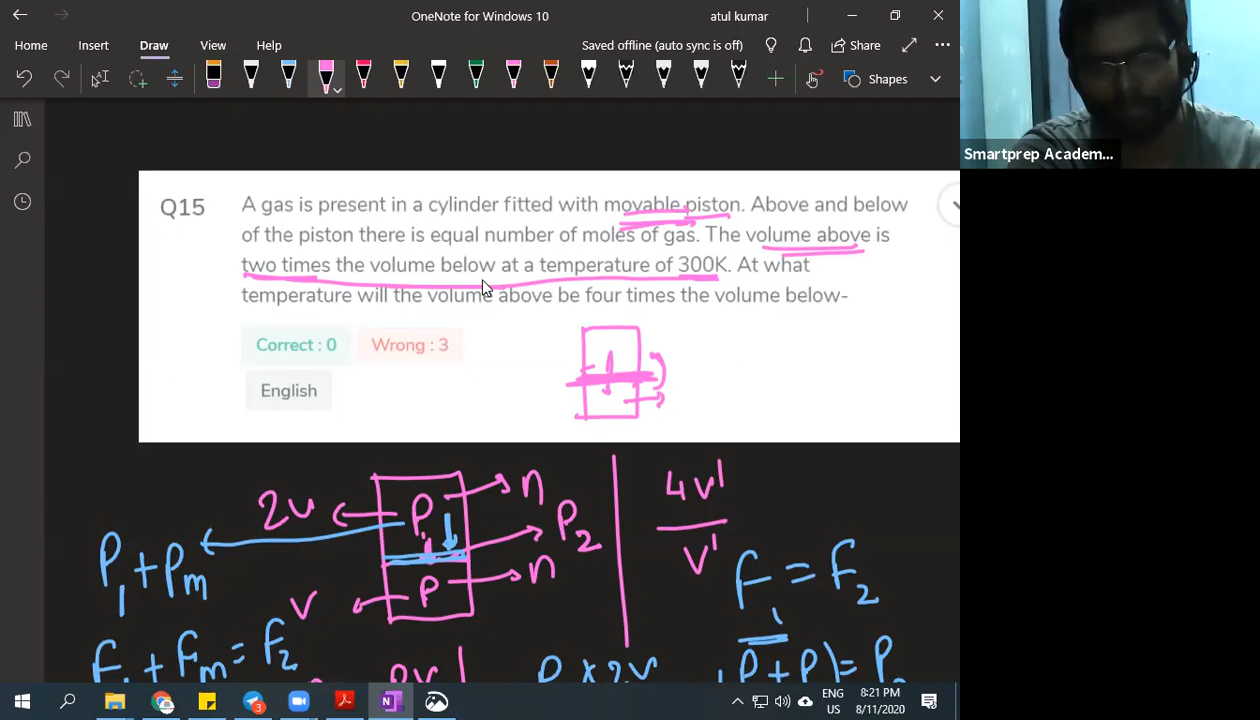 OneNote for Windows 10
atul kumar
Home Insert Draw View Help
Saved offline (auto sync is off)
Share
Shapes
Smartprep Academ...
Q15
A gas is present in a cylinder fitted with movable piston. Above and below
of the piston there is equal number of moles of gas. The volume above is
two times the volume below at a temperature of 300K. At what
temperature will the volume above be four times the volume below-
Correct : 0
Wrong : 3
English
2v
P1
n
P2
P1 + Pm
v
P
n
4v'
v'
F1 = F2
F1 + Fm = F2
P × 2v
ENG
US
8:21 PM
8/11/2020